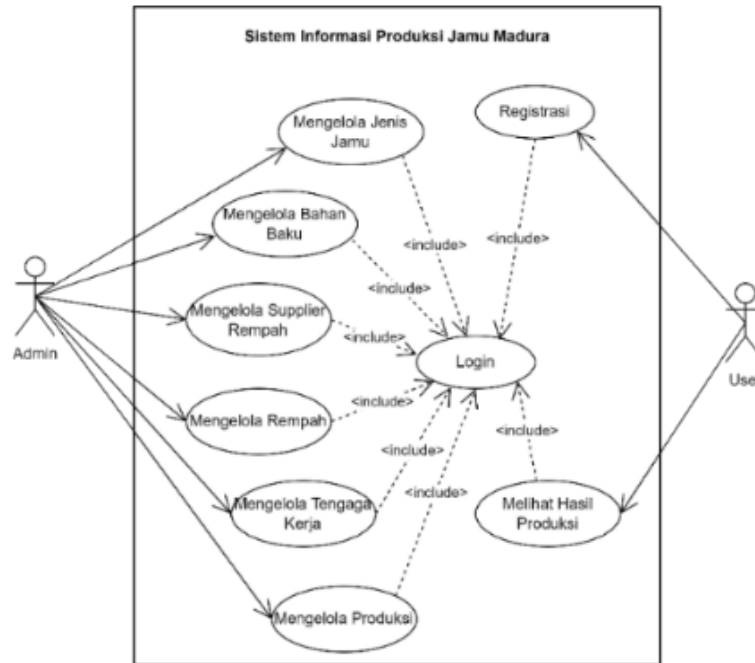 Sistem Informasi Produksi Jamu Madura
Mengelola Jenis
Jamu
Registrasi
Mengelola Bahan
Baku
<include>
<include>
<include>
Mengelola Supplier
Rempah
<include>
Login
Admin
User
Mengelola Rempah
<include>
<include>
<include>
<include>
Mengelola Tengaga
Kerja
Melihat Hasil
Produksi
Mengelola Produksi